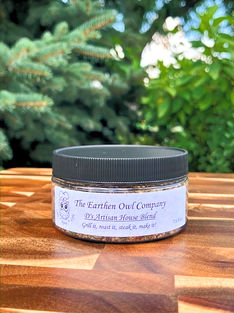 The Earthen Owl Company
D's Artisan House Blend
Grill it, roast it, steak it, make it!